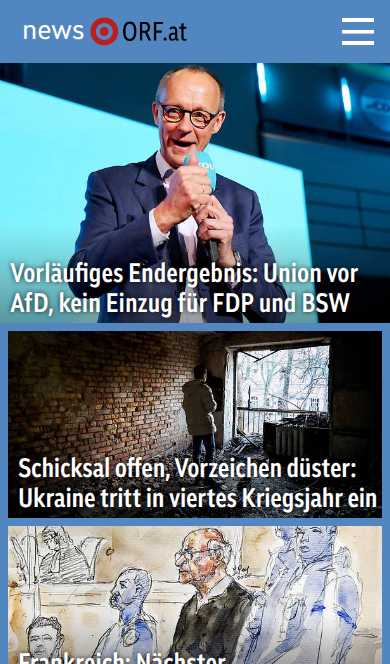 news ORF.at
Vorläufiges Endergebnis: Union vor
AfD, kein Einzug für FDP und BSW
Schicksal offen, Vorzeichen düster:
Ukraine tritt in viertes Kriegsjahr ein
Frankreich: Nächster